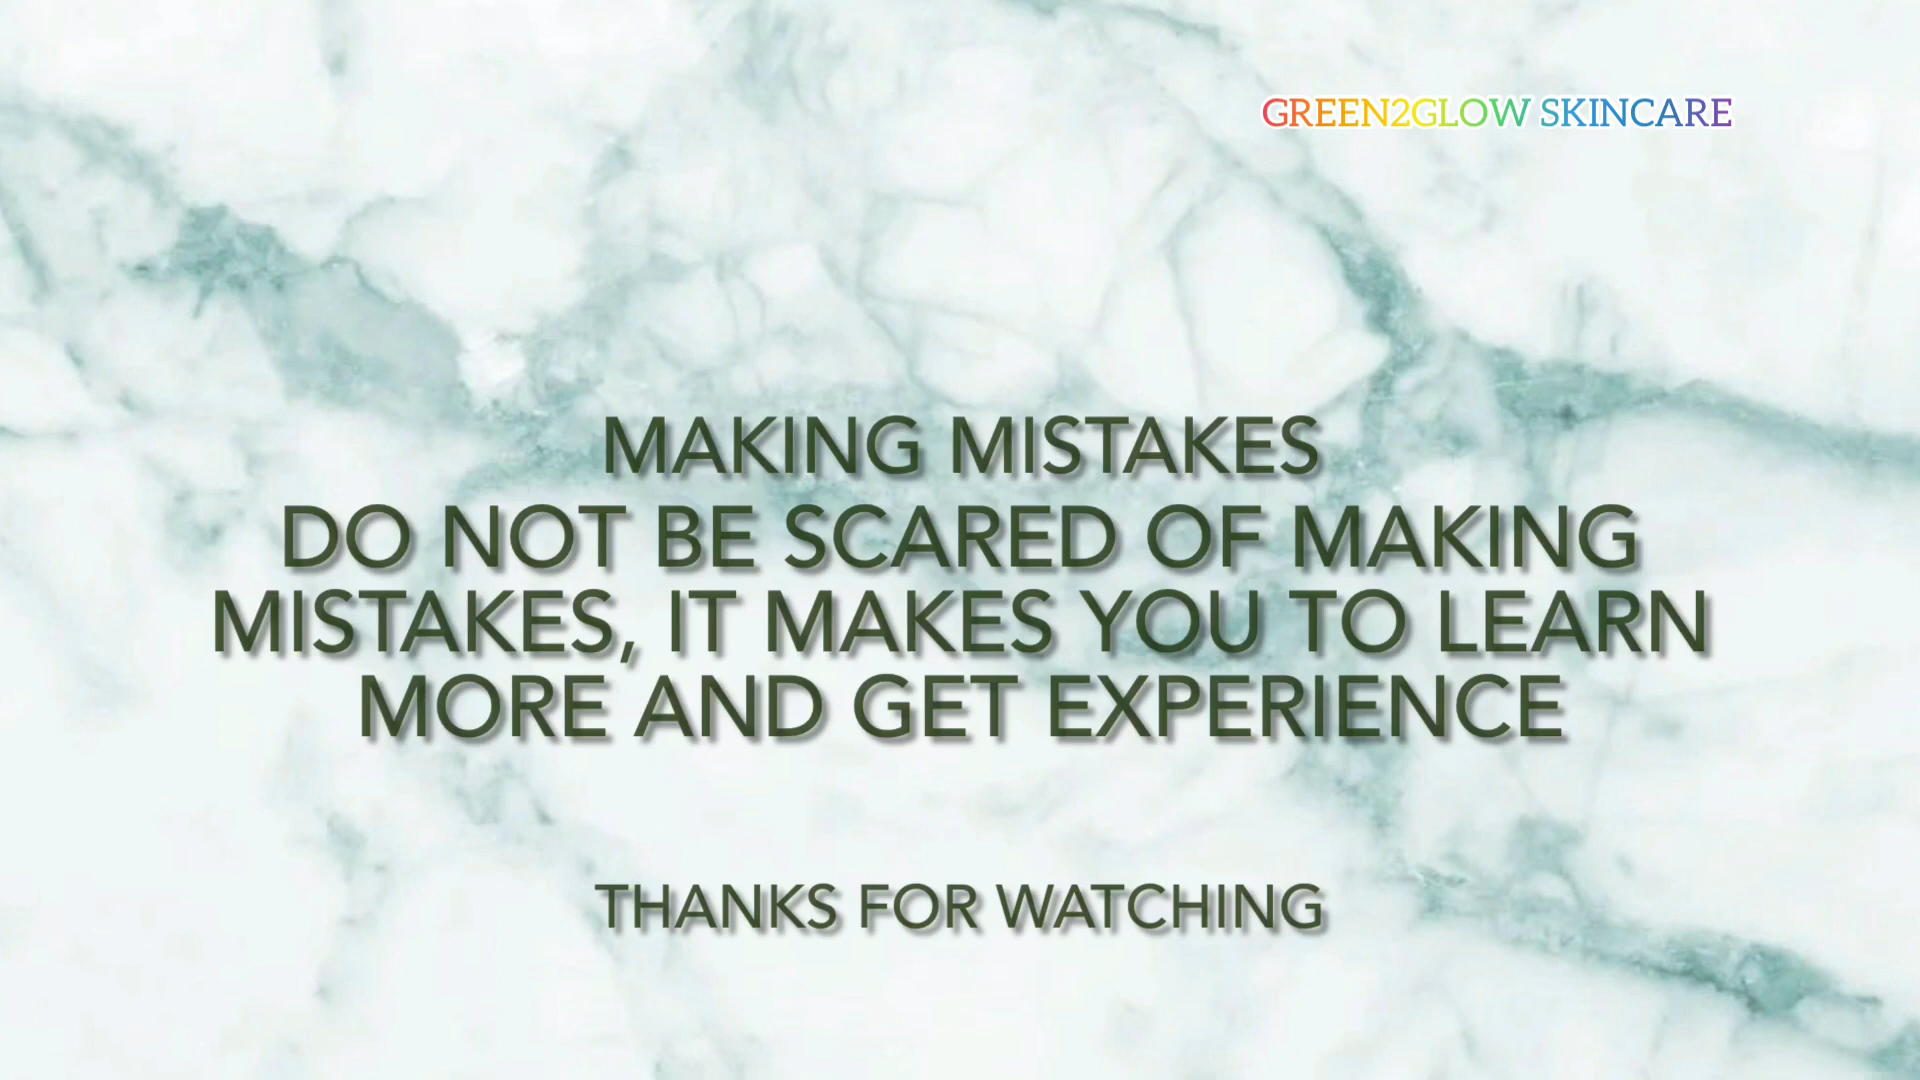 GREEN2GLOW SKINCARE
MAKING MISTAKES
DO NOT BE SCARED OF MAKING
MISTAKES, IT MAKES YOU TO LEARN
MORE AND GET EXPERIENCE
THANKS FOR WATCHING